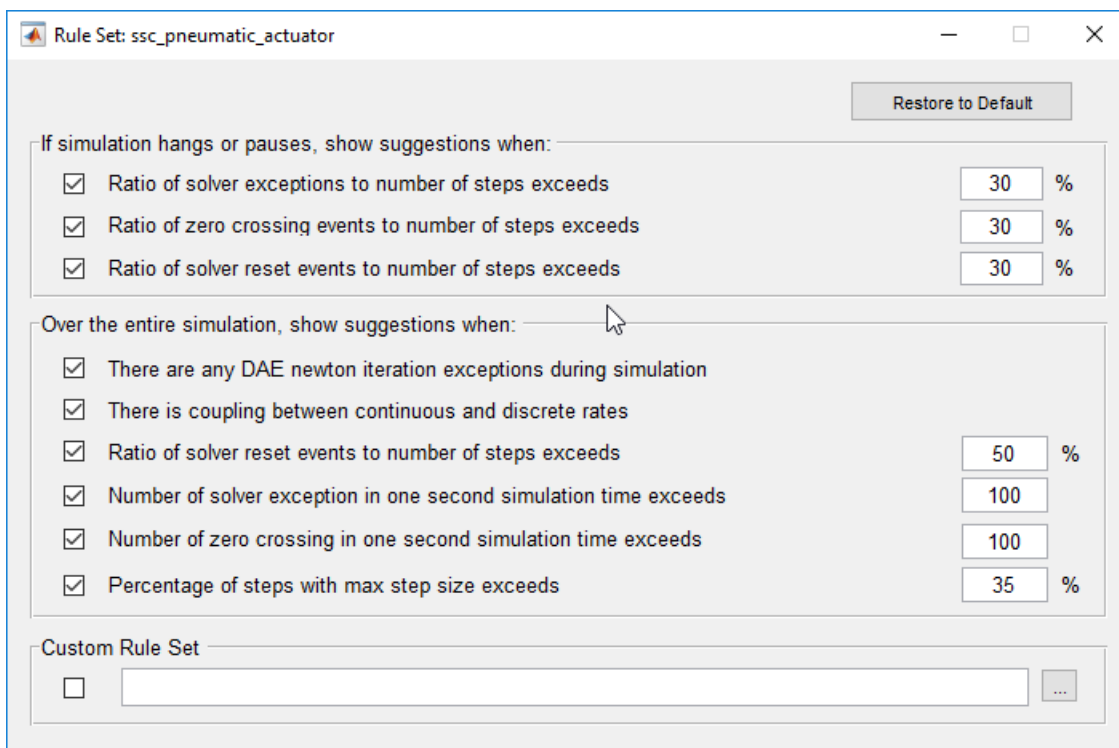 Rule Set: ssc_pneumatic_actuator
Restore to Default
If simulation hangs or pauses, show suggestions when:
Ratio of solver exceptions to number of steps exceeds 30 %
Ratio of zero crossing events to number of steps exceeds 30 %
Ratio of solver reset events to number of steps exceeds 30 %
Over the entire simulation, show suggestions when:
There are any DAE newton iteration exceptions during simulation
There is coupling between continuous and discrete rates
Ratio of solver reset events to number of steps exceeds 50 %
Number of solver exception in one second simulation time exceeds 100
Number of zero crossing in one second simulation time exceeds 100
Percentage of steps with max step size exceeds 35 %
Custom Rule Set
...